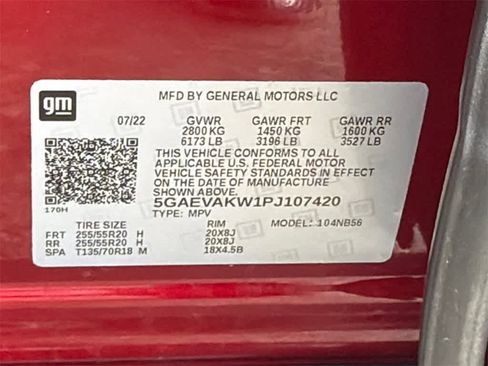 gm
MFD BY GENERAL MOTORS LLC
07/22 GVWR GAWR FRT GAWR RR
2800 KG 1450 KG 1600 KG
6173 LB 3196 LB 3527 LB
THIS VEHICLE CONFORMS TO ALL
APPLICABLE U.S. FEDERAL MOTOR
VEHICLE SAFETY STANDARDS IN EFFECT
ON THE DATE OF MANUFACTURE
SHOWN ABOVE.
170H
5GAEVAKW1PJ107420
TYPE: MPV
TIRE SIZE RIM MODEL: 104NB56
FRT 255/55R20 H 20X8J
RR 255/55R20 H 20X8J
SPA T135/70R18 M 18X4.5B